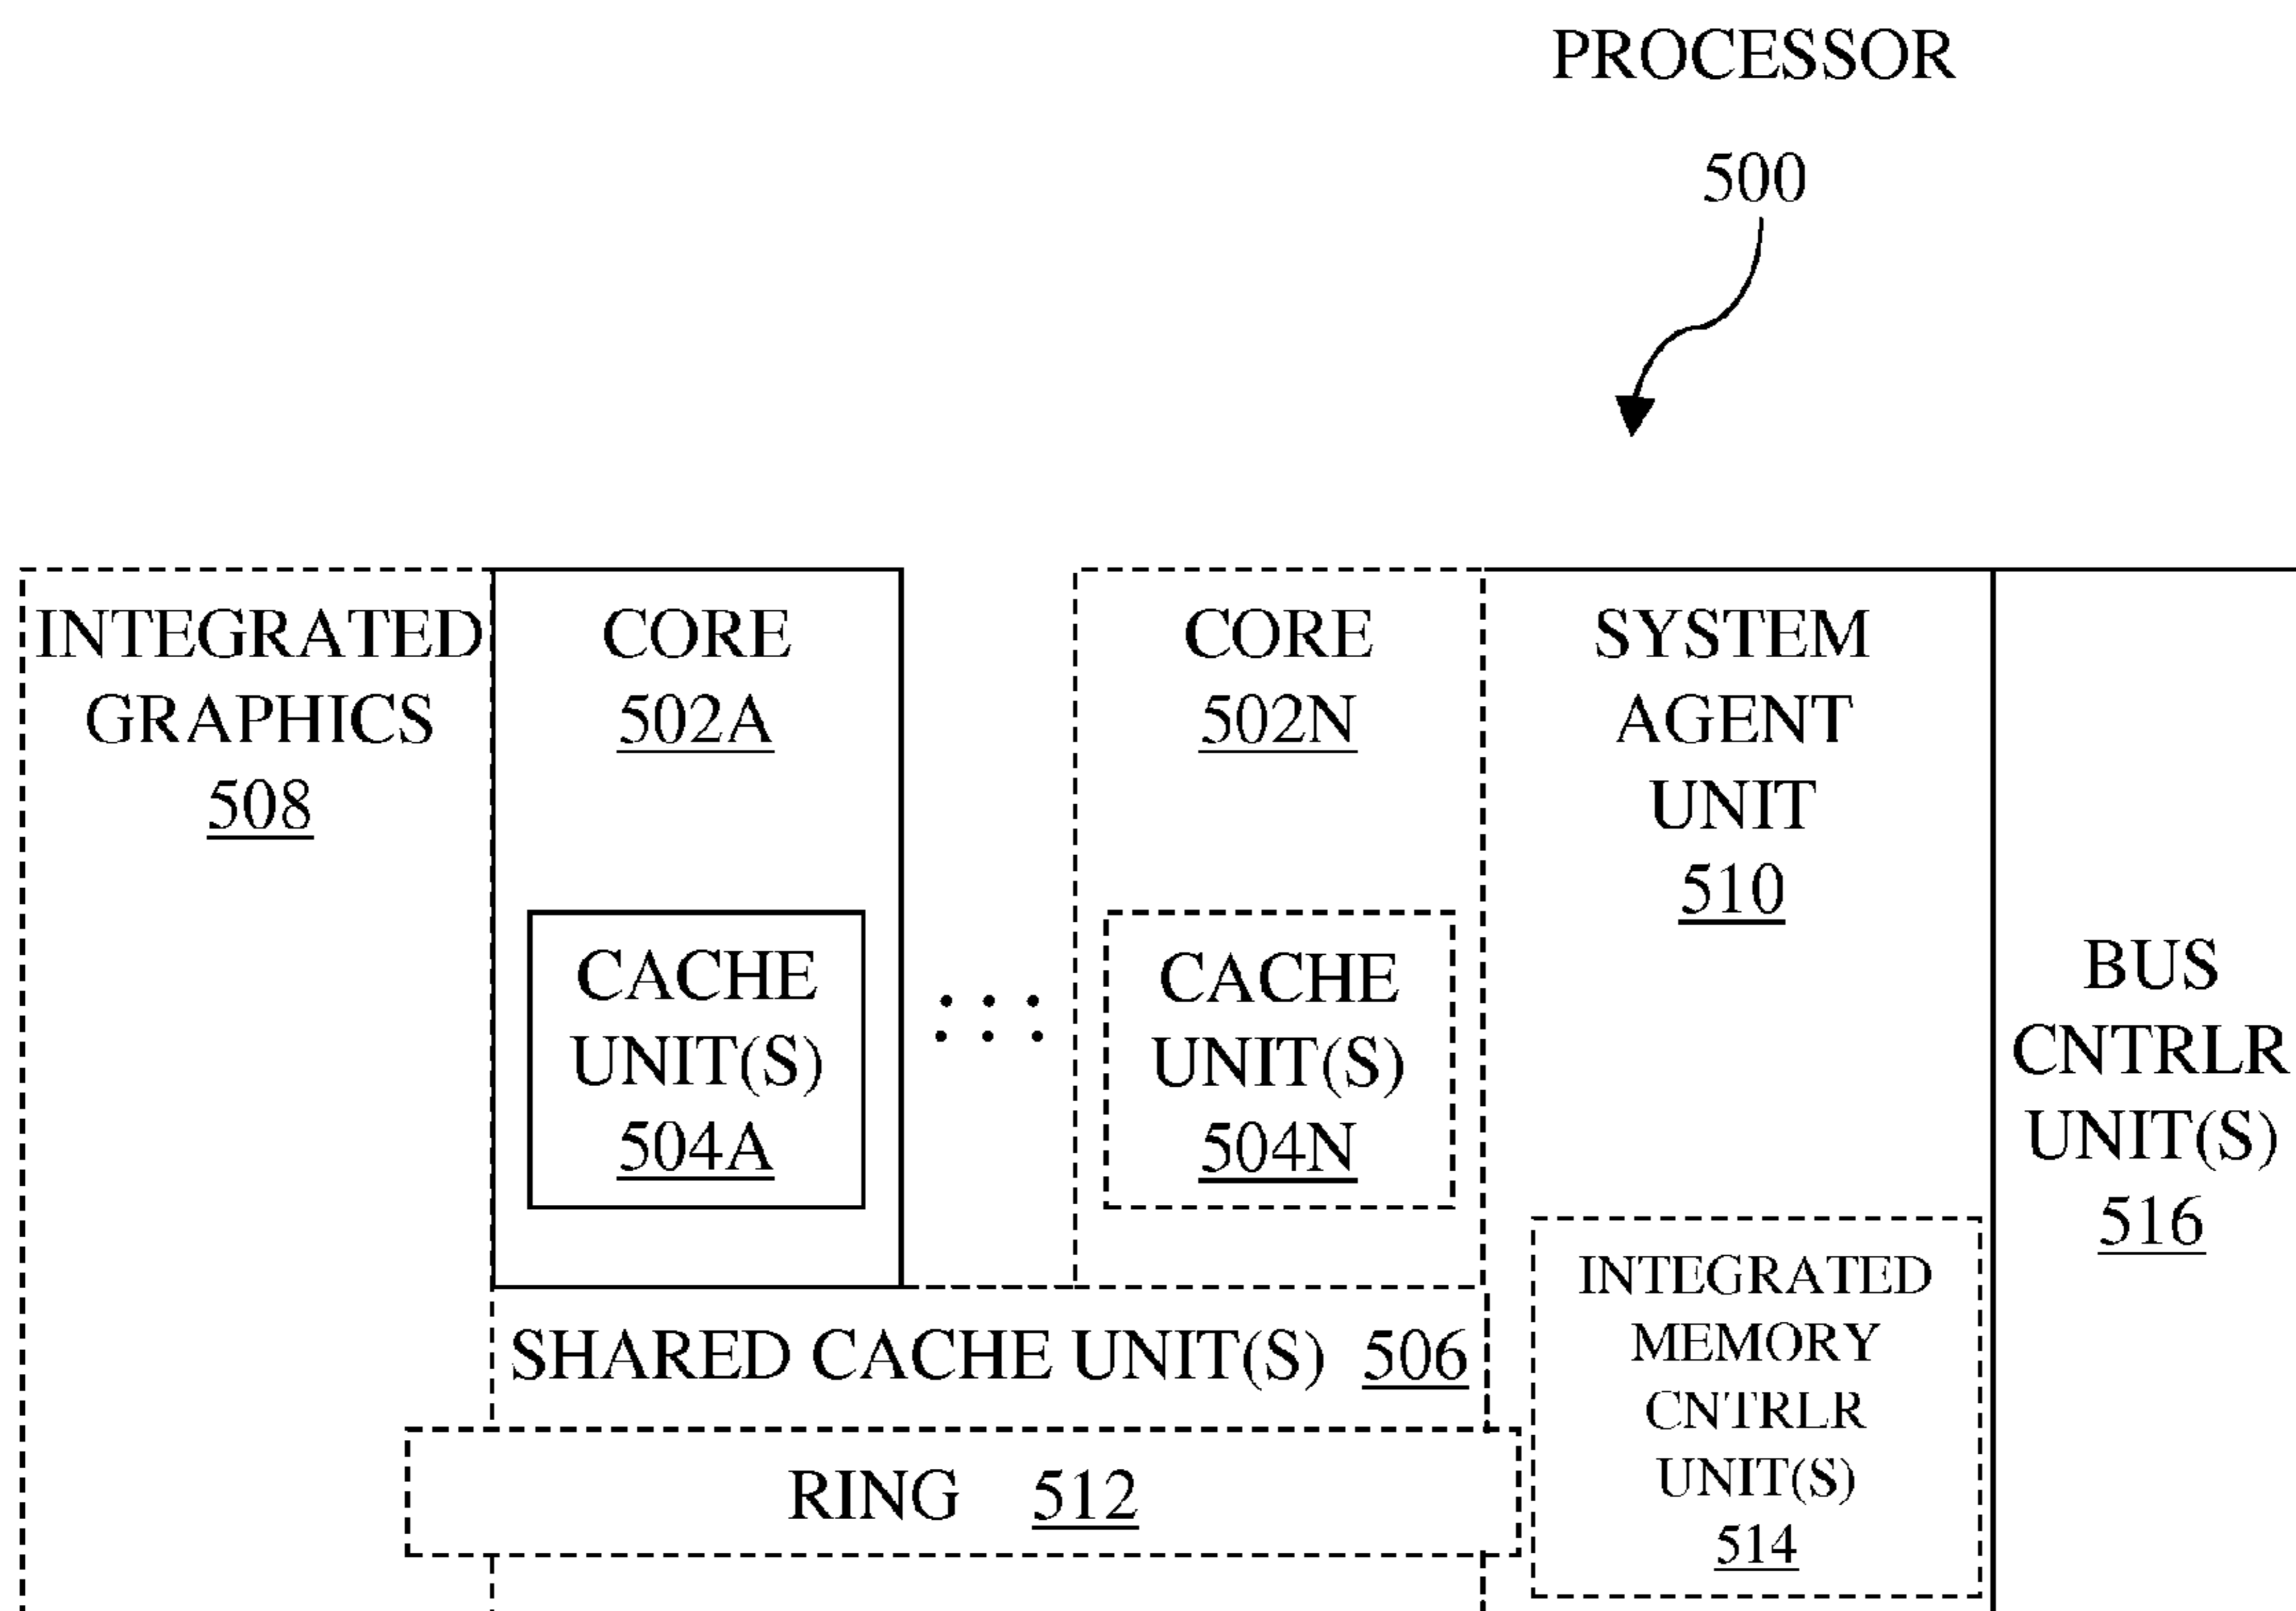 PROCESSOR
500
INTEGRATED
GRAPHICS
508
CORE
502A
CACHE
UNIT(S)
504A
CORE
502N
CACHE
UNIT(S)
504N
SYSTEM
AGENT
UNIT
510
BUS
CNTRLR
UNIT(S)
516
INTEGRATED
MEMORY
CNTRLR
UNIT(S)
514
SHARED CACHE UNIT(S) 506
RING 512